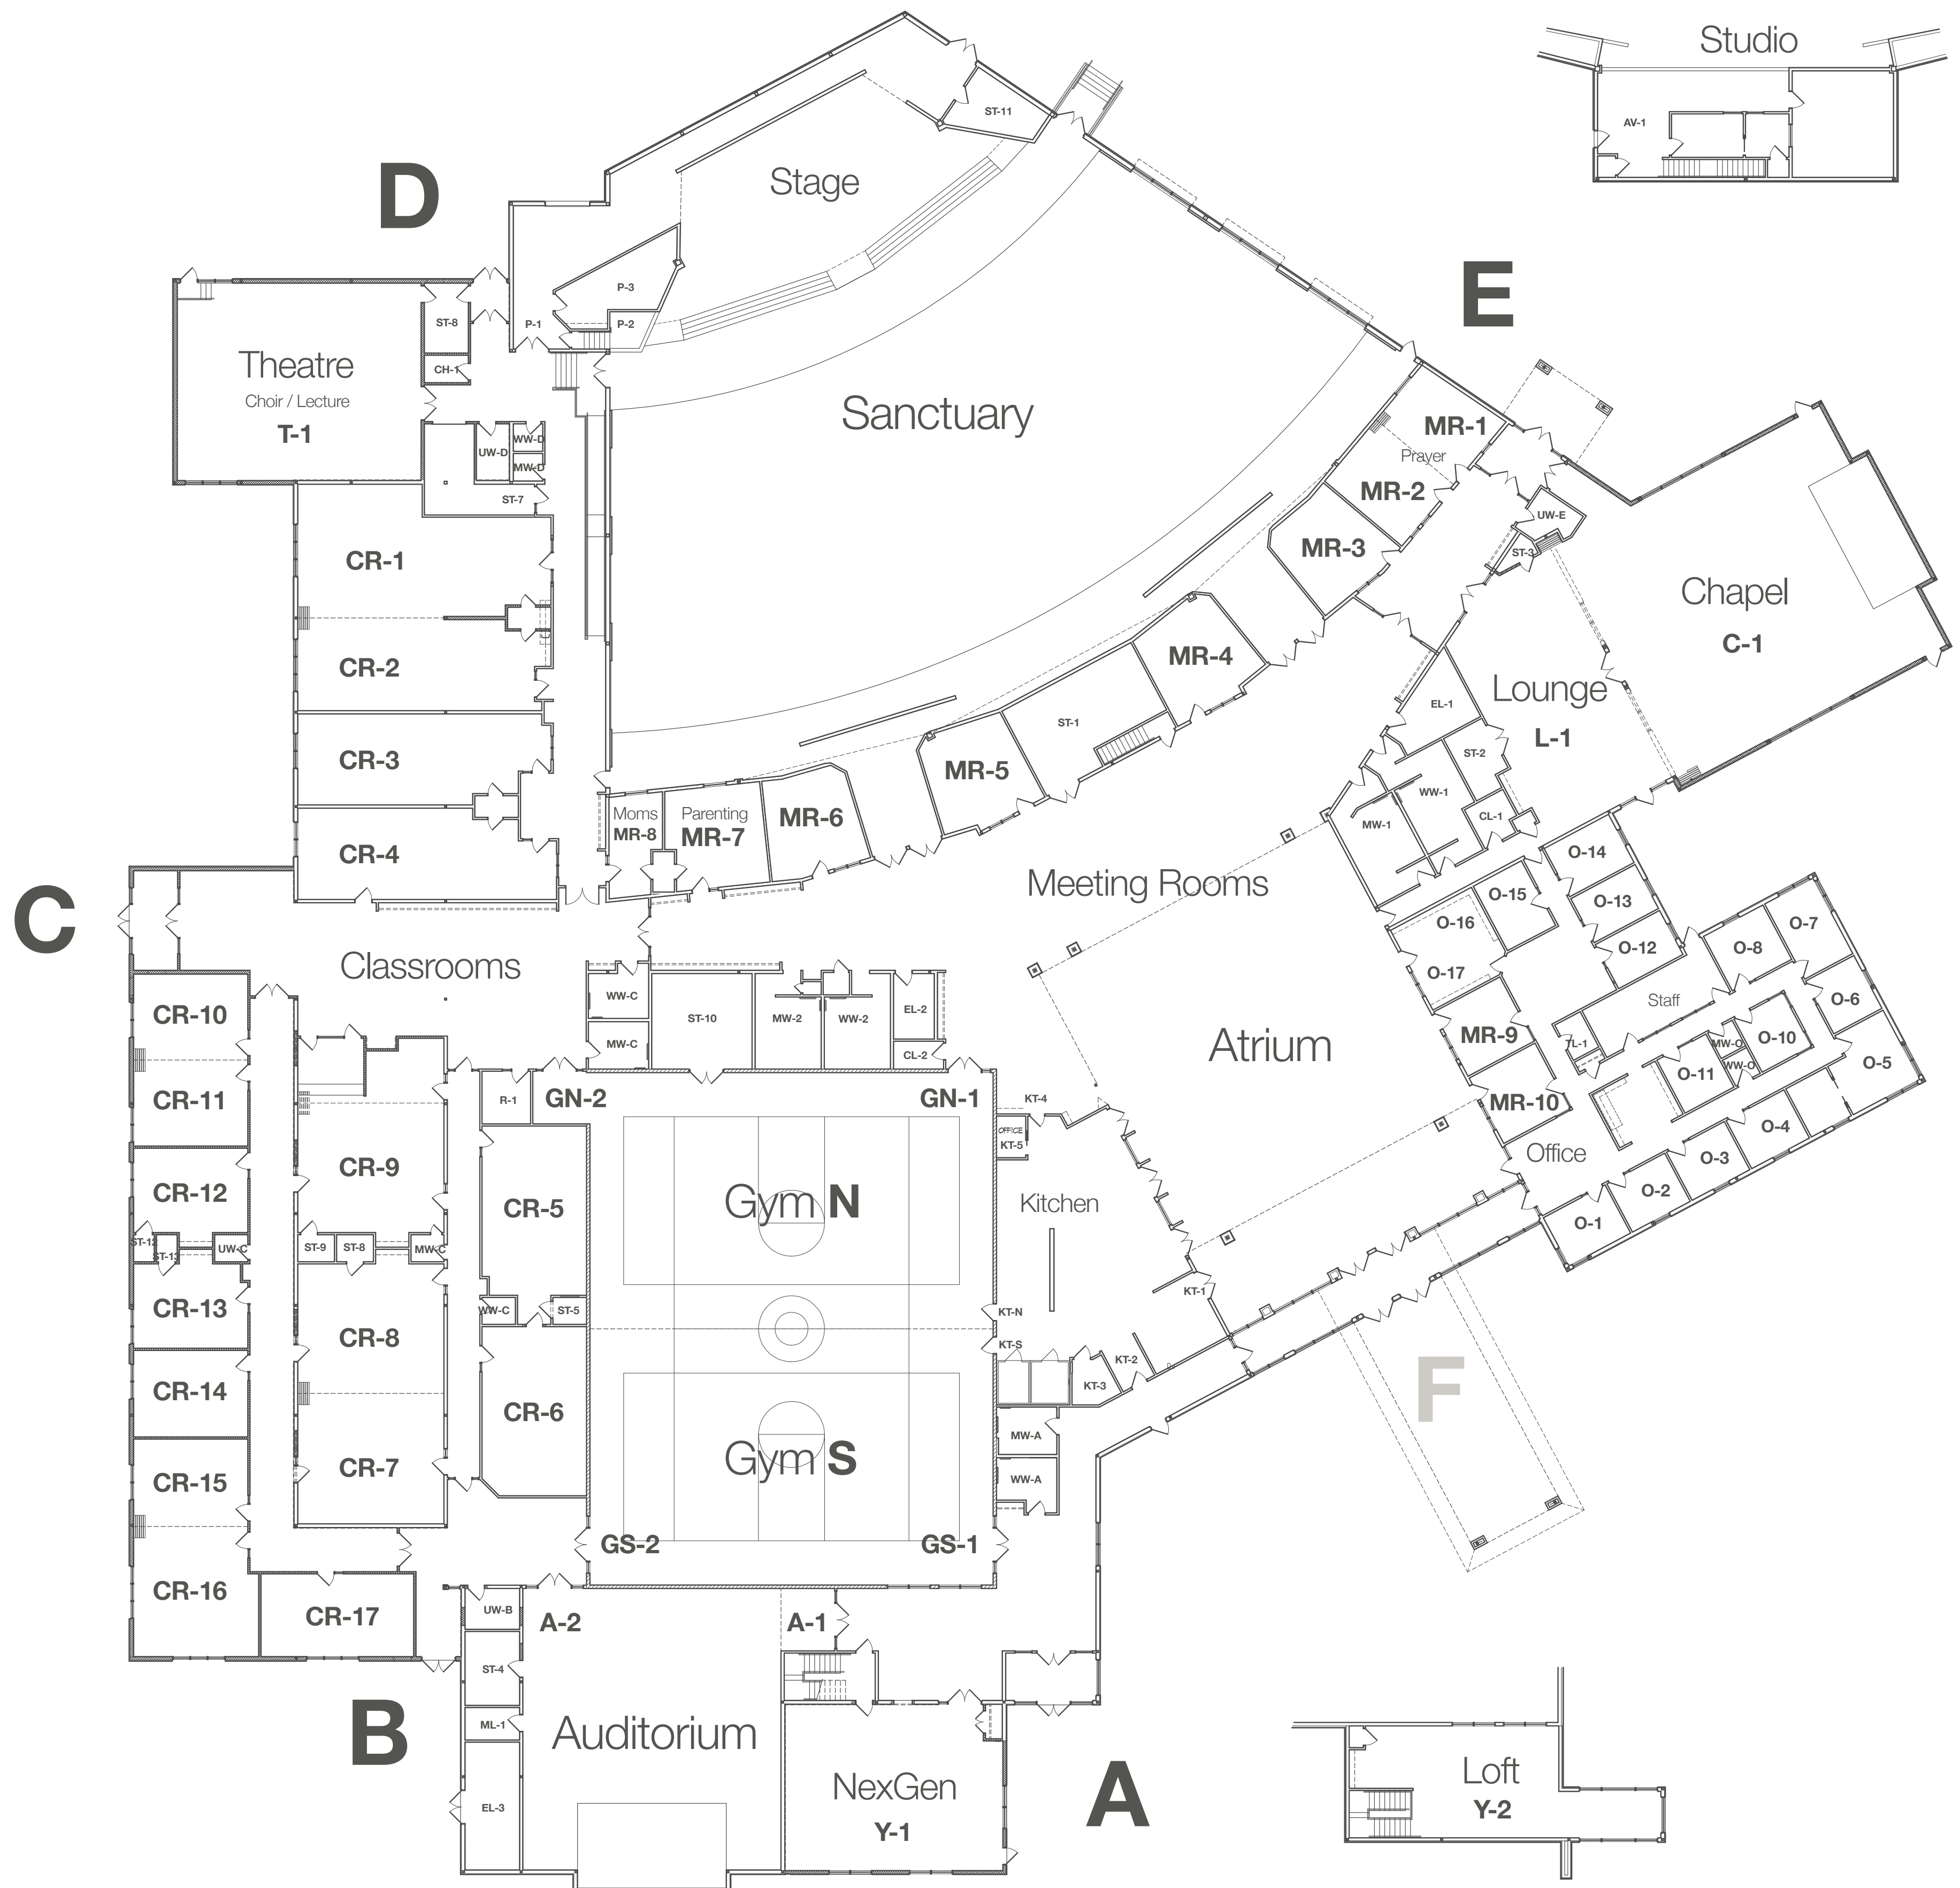 Studio
AV-1
ST-11
Stage
D
E
P-3
P-1
P-2
ST-8
CH-1
Theatre
Choir / Lecture
T-1
Sanctuary
UW-D
WW-D
MW-D
ST-7
MR-1
Prayer
MR-2
MR-3
UW-E
ST-3
Chapel
C-1
CR-1
CR-2
CR-3
CR-4
MR-4
ST-1
MR-5
MR-6
Parenting
MR-7
Moms
MR-8
Lounge
L-1
EL-1
ST-2
WW-1
CL-1
MW-1
Meeting Rooms
C
Classrooms
O-14
O-15
O-13
O-16
O-12
O-17
O-7
O-8
O-6
Staff
O-10
O-5
MR-9
TL-1
MW-O
WW-O
O-11
MR-10
O-4
O-3
Office
O-2
O-1
Atrium
WW-C
MW-C
ST-10
MW-2
WW-2
EL-2
CL-2
CR-10
CR-11
CR-12
ST-12
ST-13
UW-C
CR-13
CR-14
CR-15
CR-16
CR-17
CR-9
ST-9
ST-8
MW-C
CR-8
CR-7
R-1
GN-2
GN-1
CR-5
WW-C
ST-5
CR-6
Gym N
Gym S
GS-2
GS-1
KT-4
OFFICE
KT-5
Kitchen
KT-1
KT-N
KT-S
KT-2
KT-3
MW-A
WW-A
F
UW-B
A-2
A-1
ST-4
ML-1
EL-3
B
Auditorium
NexGen
Y-1
A
Loft
Y-2